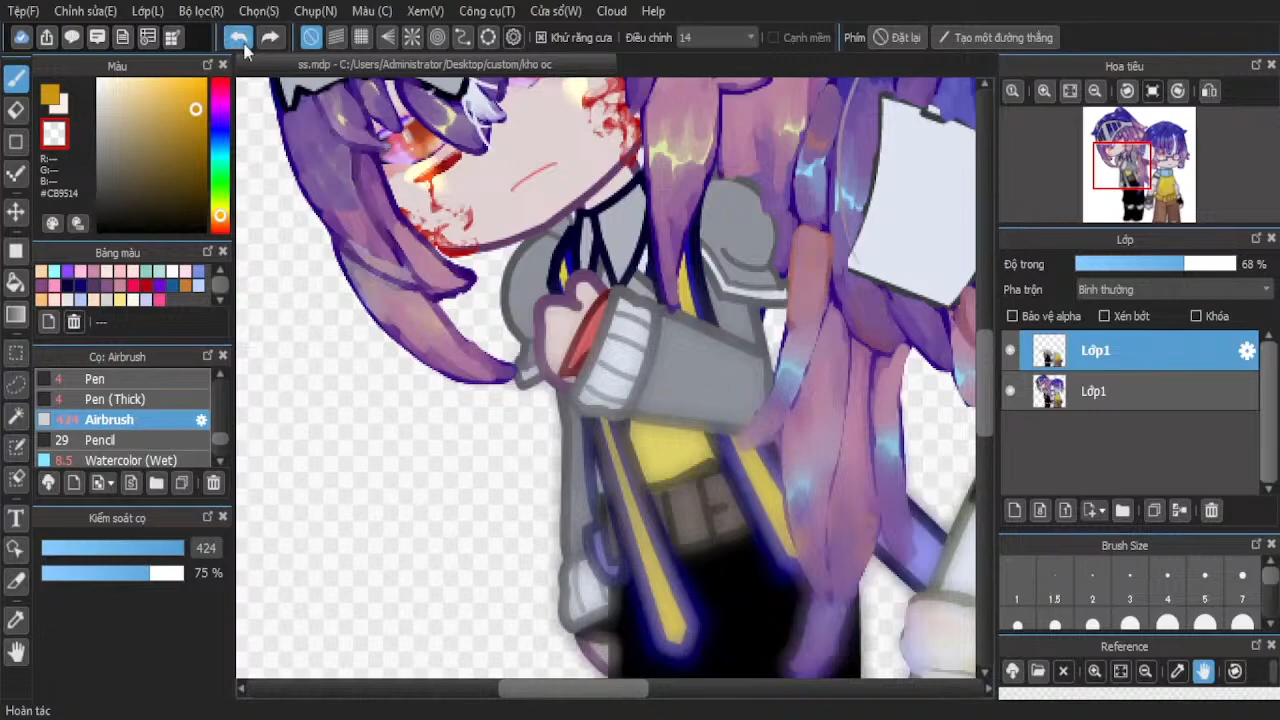 Tệp(F) Chỉnh sửa(E) Lớp(L) Bộ lọc(R) Chọn(S) Chụp(N) Màu (C) Xem(V) Công cụ(T) Cửa sổ(W) Cloud Help
Khử răng cưa Điều chỉnh 14 Cạnh mềm Phím Đặt lại Tạo một đường thẳng
ss.mdp - C:/Users/Administrator/Desktop/custom/kho oc
Màu
R:---
G:---
B:---
#CB9514
Bảng màu
---
Cọ: Airbrush
4 Pen
4 Pen (Thick)
424 Airbrush
29 Pencil
8.5 Watercolor (Wet)
Kiểm soát cọ
424
75 %
Hoa tiêu
Lớp
Độ trong 68 %
Pha trộn Bình thường
Bảo vệ alpha Xén bớt Khóa
Lớp1
Lớp1
Brush Size
1 1.5 2 3 4 5 7
Reference
Hoàn tác